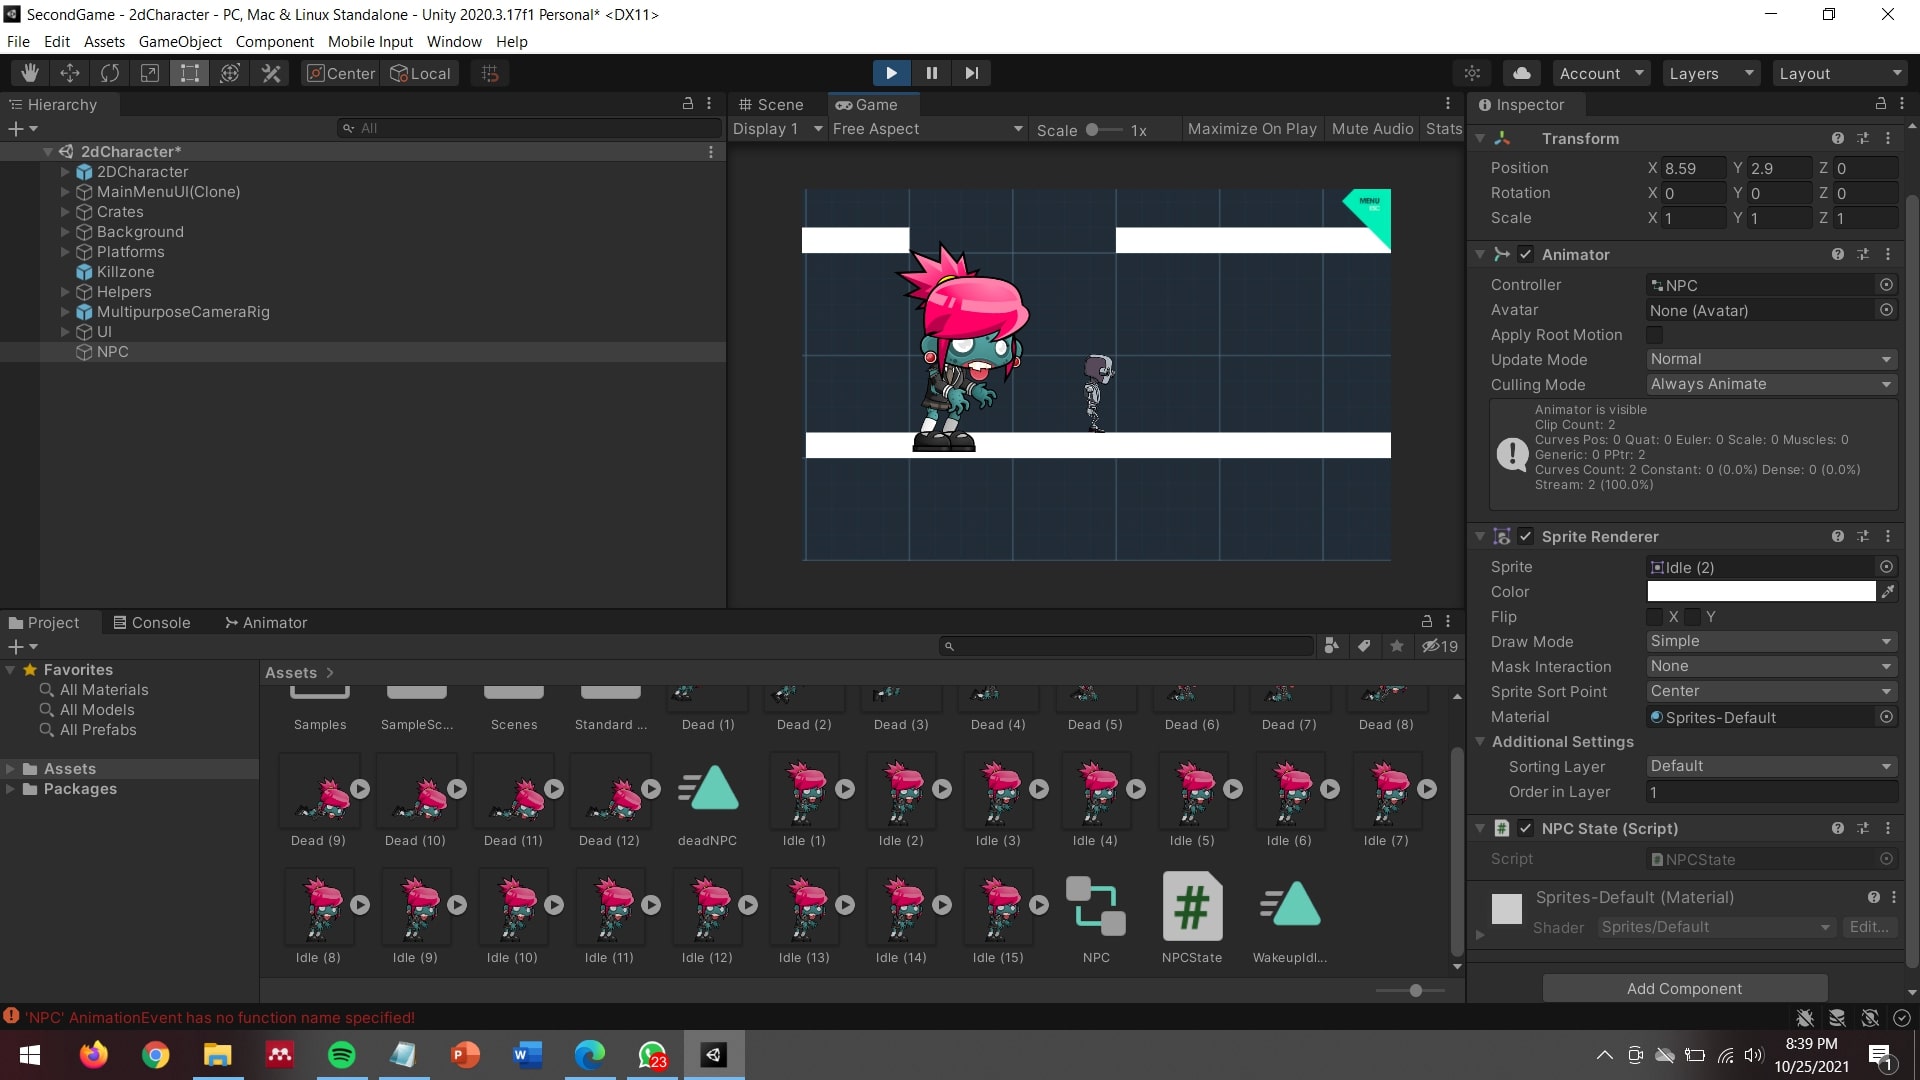 SecondGame - 2dCharacter - PC, Mac & Linux Standalone - Unity 2020.3.17f1 Personal* <DX11>
File Edit Assets GameObject Component Mobile Input Window Help
Center Local Account Layers Layout
Hierarchy
All
2dCharacter*
2DCharacter
MainMenuUI(Clone)
Crates
Background
Platforms
Killzone
Helpers
MultipurposeCameraRig
UI
NPC
Scene Game
Display 1 Free Aspect Scale 1x Maximize On Play Mute Audio Stats
MENU
ESC
Inspector
Transform
Position X 8.59 Y 2.9 Z 0
Rotation X 0 Y 0 Z 0
Scale X 1 Y 1 Z 1
Animator
Controller NPC
Avatar None (Avatar)
Apply Root Motion
Update Mode Normal
Culling Mode Always Animate
Animator is visible
Clip Count: 2
Curves Pos: 0 Quat: 0 Euler: 0 Scale: 0 Muscles: 0
Generic: 0 PPtr: 2
Curves Count: 2 Constant: 0 (0.0%) Dense: 0 (0.0%)
Stream: 2 (100.0%)
Sprite Renderer
Sprite Idle (2)
Color
Flip X Y
Draw Mode Simple
Mask Interaction None
Sprite Sort Point Center
Material Sprites-Default
Additional Settings
Sorting Layer Default
Order in Layer 1
NPC State (Script)
Script NPCState
Sprites-Default (Material)
Shader Sprites/Default Edit...
Add Component
Project Console Animator
19
Favorites
All Materials
All Models
All Prefabs
Assets
Packages
Assets
Samples SampleSc... Scenes Standard ... Dead (1) Dead (2) Dead (3) Dead (4) Dead (5) Dead (6) Dead (7) Dead (8)
Dead (9) Dead (10) Dead (11) Dead (12) deadNPC Idle (1) Idle (2) Idle (3) Idle (4) Idle (5) Idle (6) Idle (7)
Idle (8) Idle (9) Idle (10) Idle (11) Idle (12) Idle (13) Idle (14) Idle (15) NPC NPCState WakeupIdl...
'NPC' AnimationEvent has no function name specified!
23
8:39 PM
10/25/2021
1